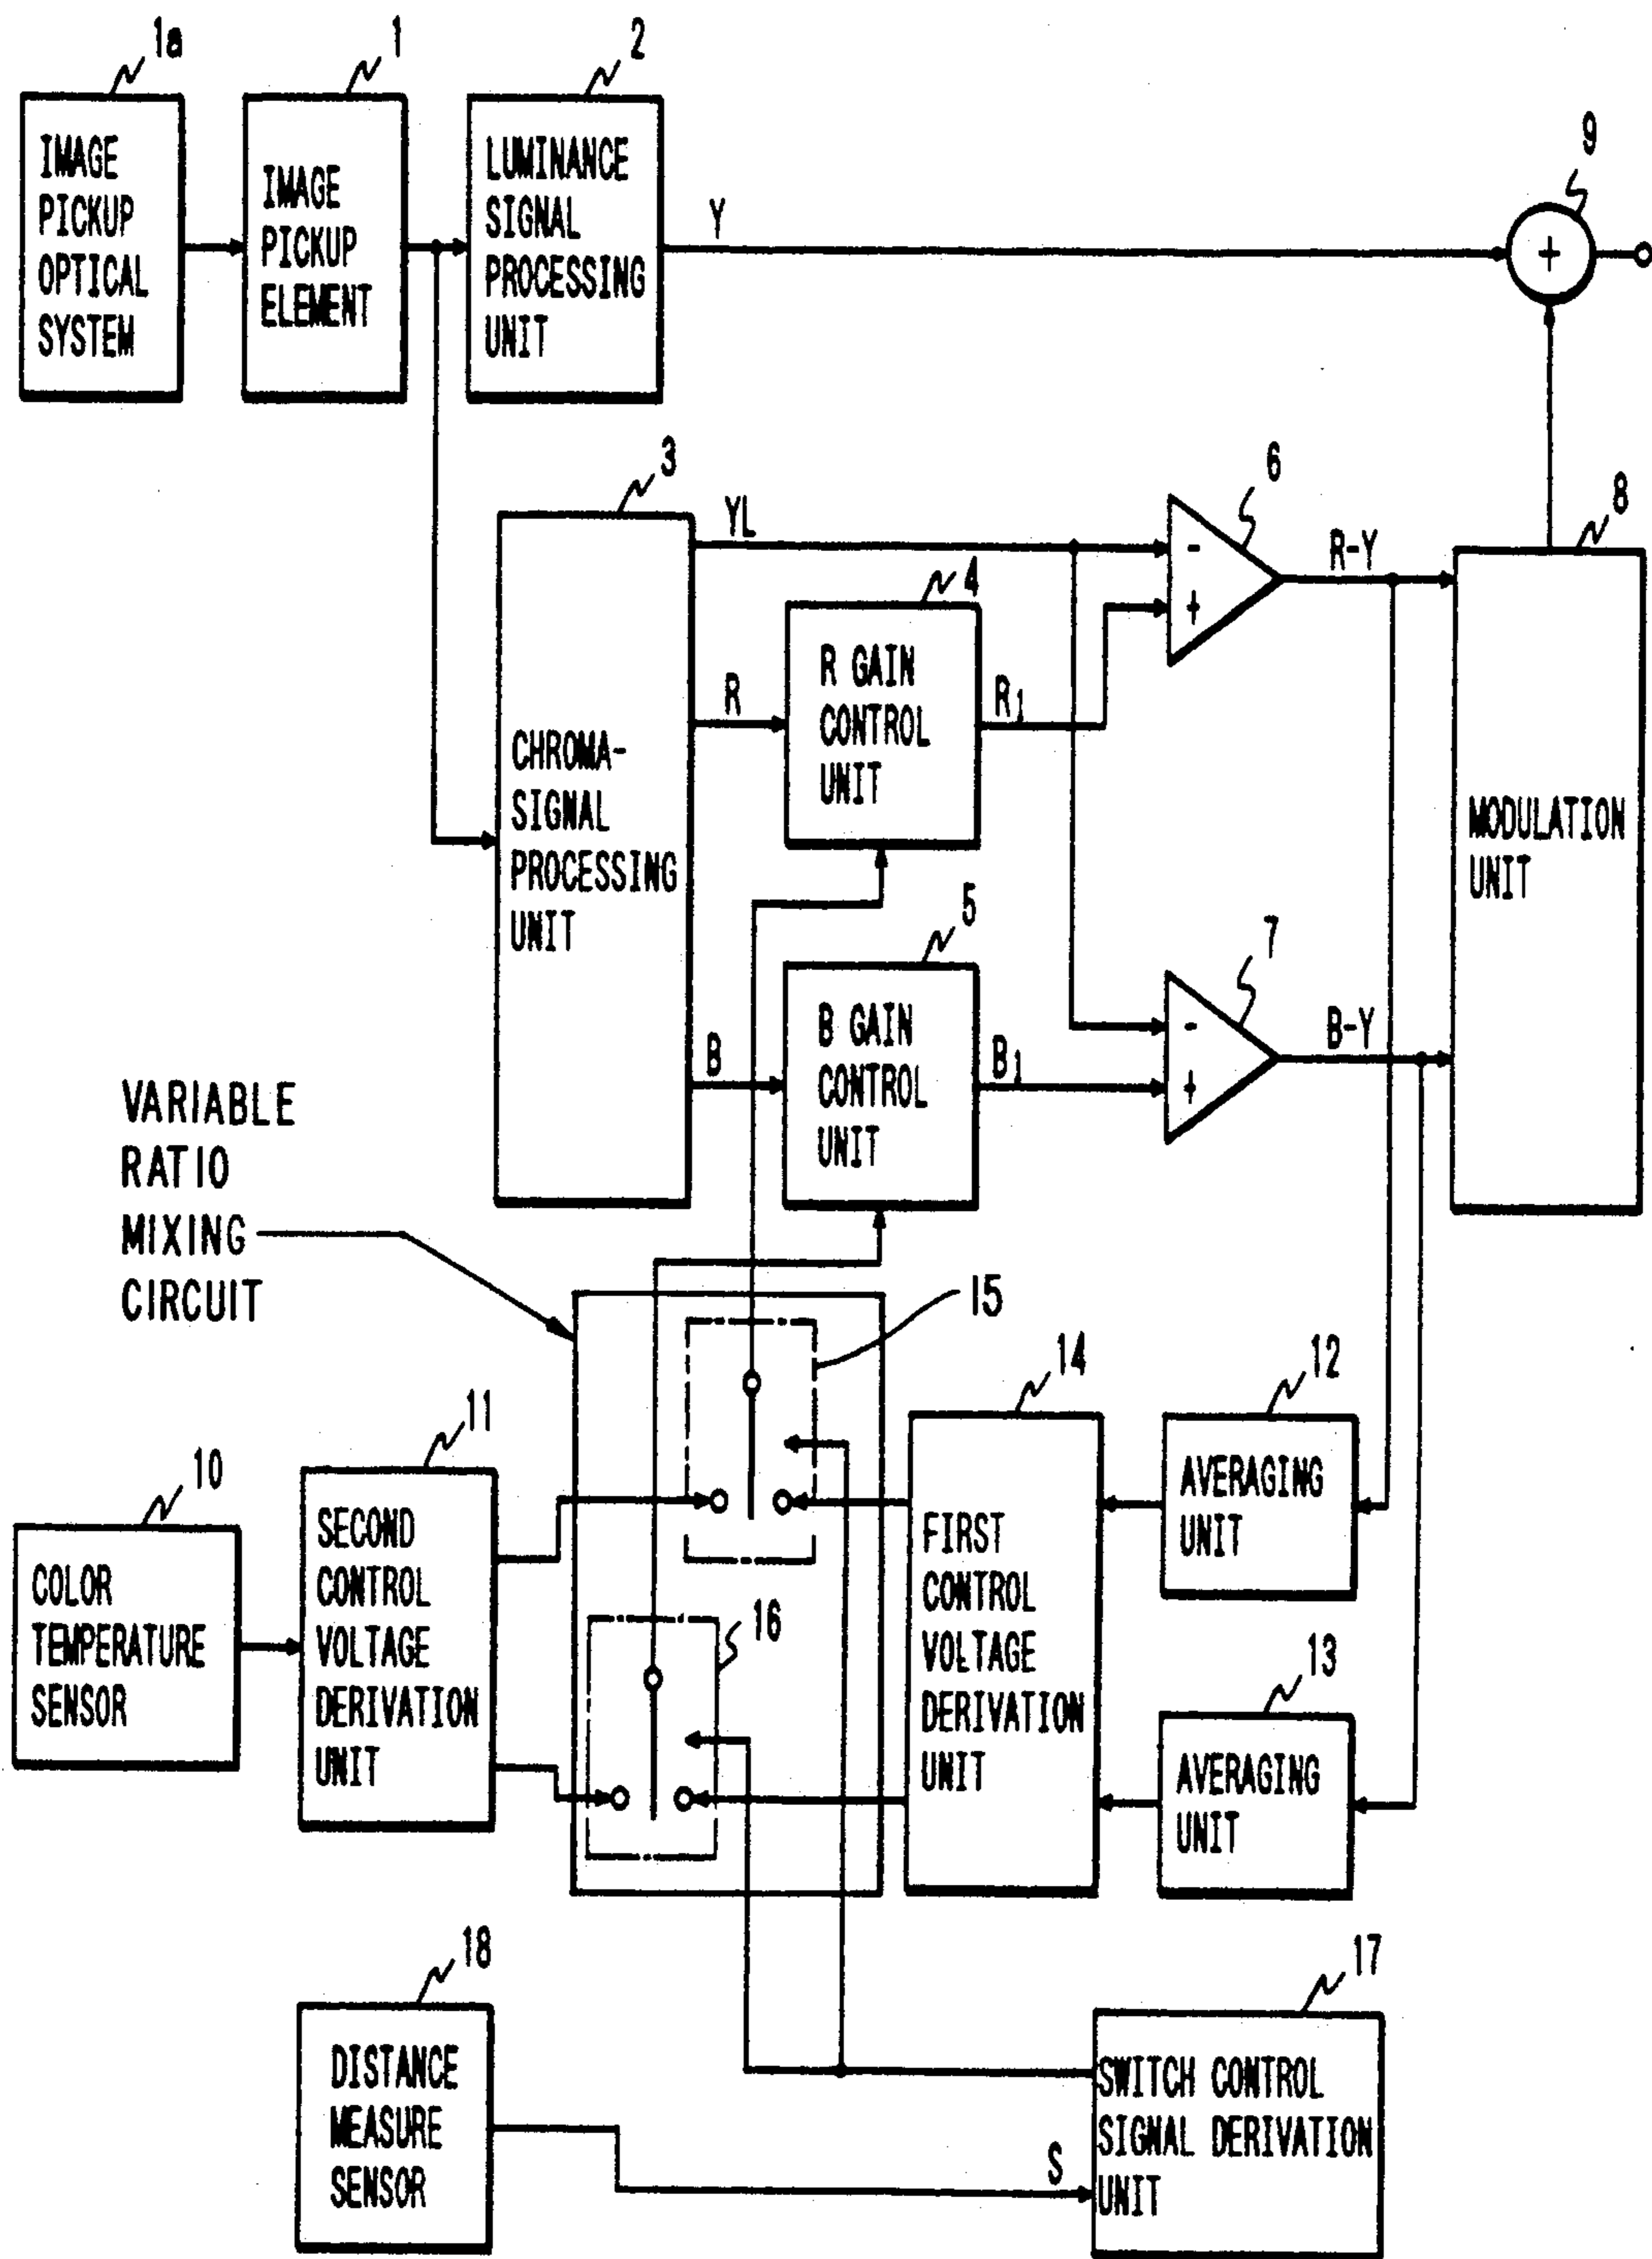 1a
1
2
IMAGE
PICKUP
OPTICAL
SYSTEM
IMAGE
PICKUP
ELEMENT
LUMINANCE
SIGNAL
PROCESSING
UNIT
Y
9
+
3
YL
6
-
+
R-Y
8
4
R GAIN
CONTROL
UNIT
R
R1
CHROMA-
SIGNAL
PROCESSING
UNIT
MODULATION
UNIT
5
B GAIN
CONTROL
UNIT
B
B1
7
-
+
B-Y
VARIABLE
RATIO
MIXING
CIRCUIT
15
14
12
11
10
COLOR
TEMPERATURE
SENSOR
SECOND
CONTROL
VOLTAGE
DERIVATION
UNIT
16
FIRST
CONTROL
VOLTAGE
DERIVATION
UNIT
AVERAGING
UNIT
13
AVERAGING
UNIT
18
17
DISTANCE
MEASURE
SENSOR
S
SWITCH CONTROL
SIGNAL DERIVATION
UNIT